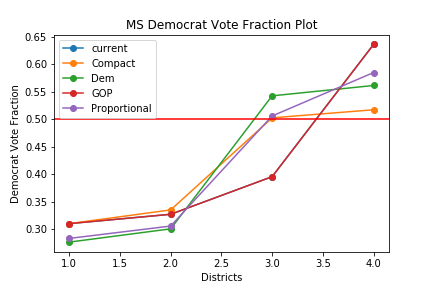 MS Democrat Vote Fraction Plot
0.65
0.60
0.55
0.50
0.45
0.40
0.35
0.30
Democrat Vote Fraction
current
Compact
Dem
GOP
Proportional
1.0 1.5 2.0 2.5 3.0 3.5 4.0
Districts